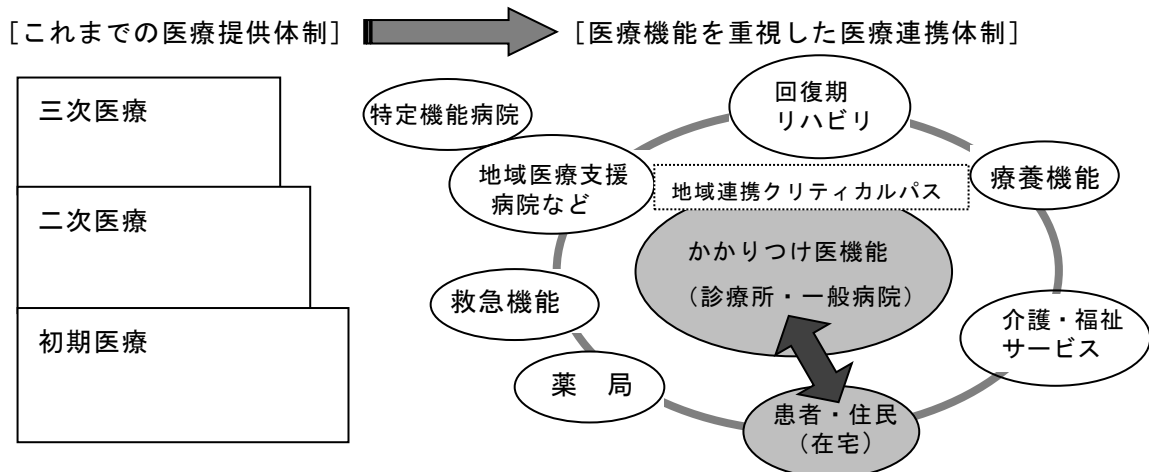 [これまでの医療提供体制]
[医療機能を重視した医療連携体制]
三次医療
二次医療
初期医療
特定機能病院
地域医療支援
病院など
回復期
リハビリ
療養機能
地域連携クリティカルパス
かかりつけ医機能
（診療所・一般病院）
救急機能
介護・福祉
サービス
薬　局
患者・住民
（在宅）